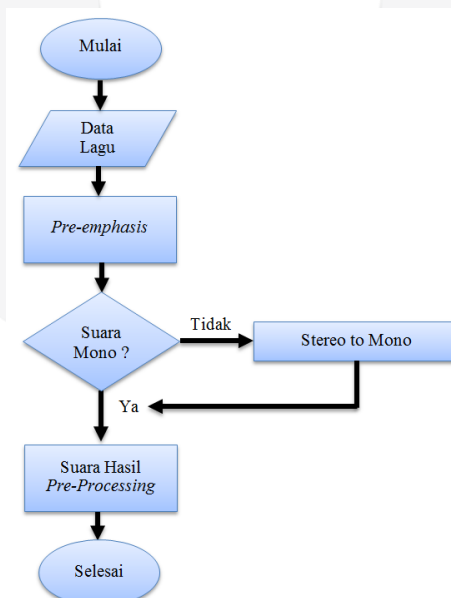 Mulai
Data
Lagu
Pre-emphasis
Suara
Mono ?
Tidak
Stereo to Mono
Ya
Suara Hasil
Pre-Processing
Selesai